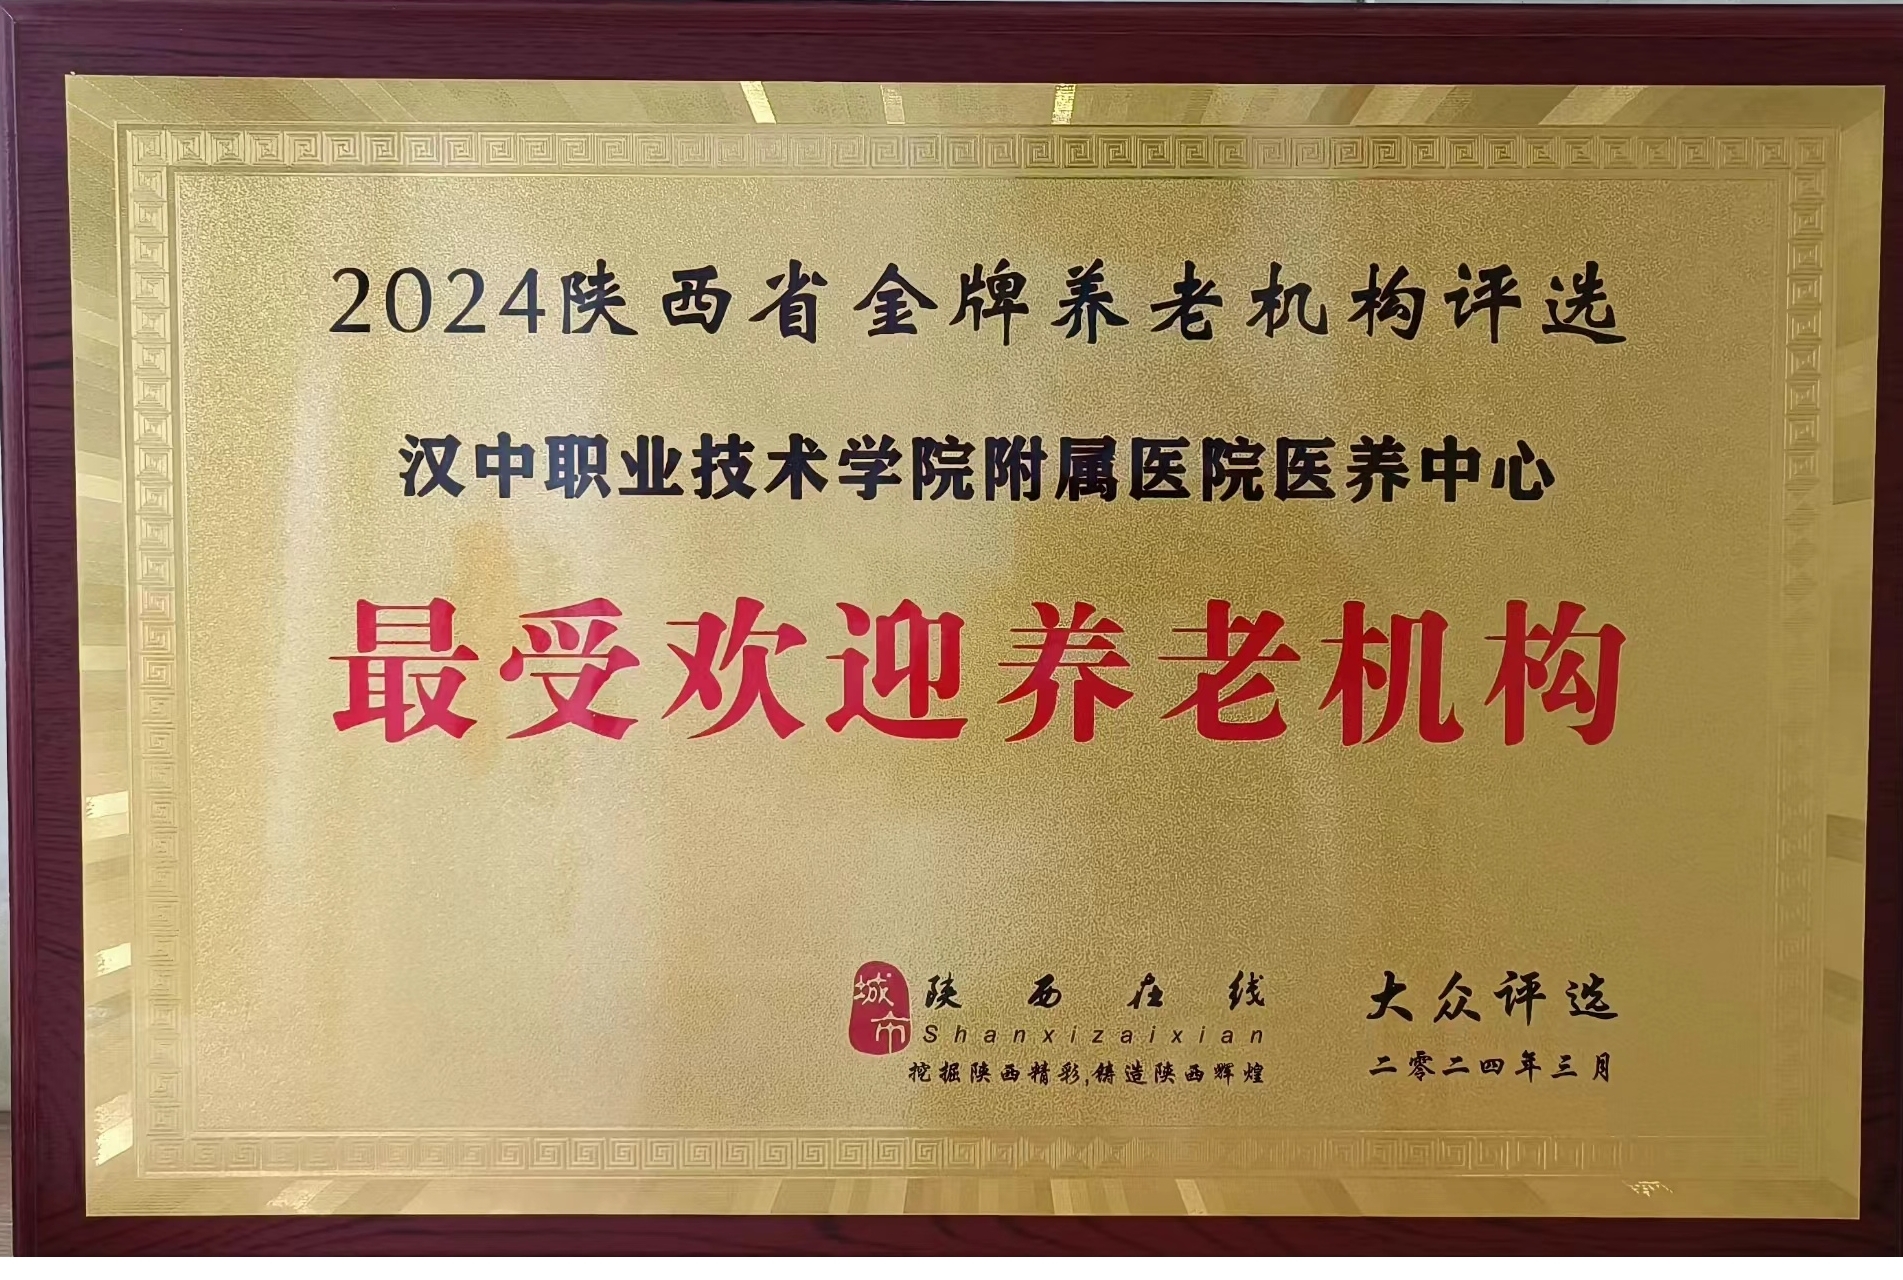 2024陕西省金牌养老机构评选
汉中职业技术学院附属医院医养中心
最受欢迎养老机构
城市
陕西在线
Shanxizaixian
挖掘陕西精彩,铸造陕西辉煌
大众评选
二零二四年三月